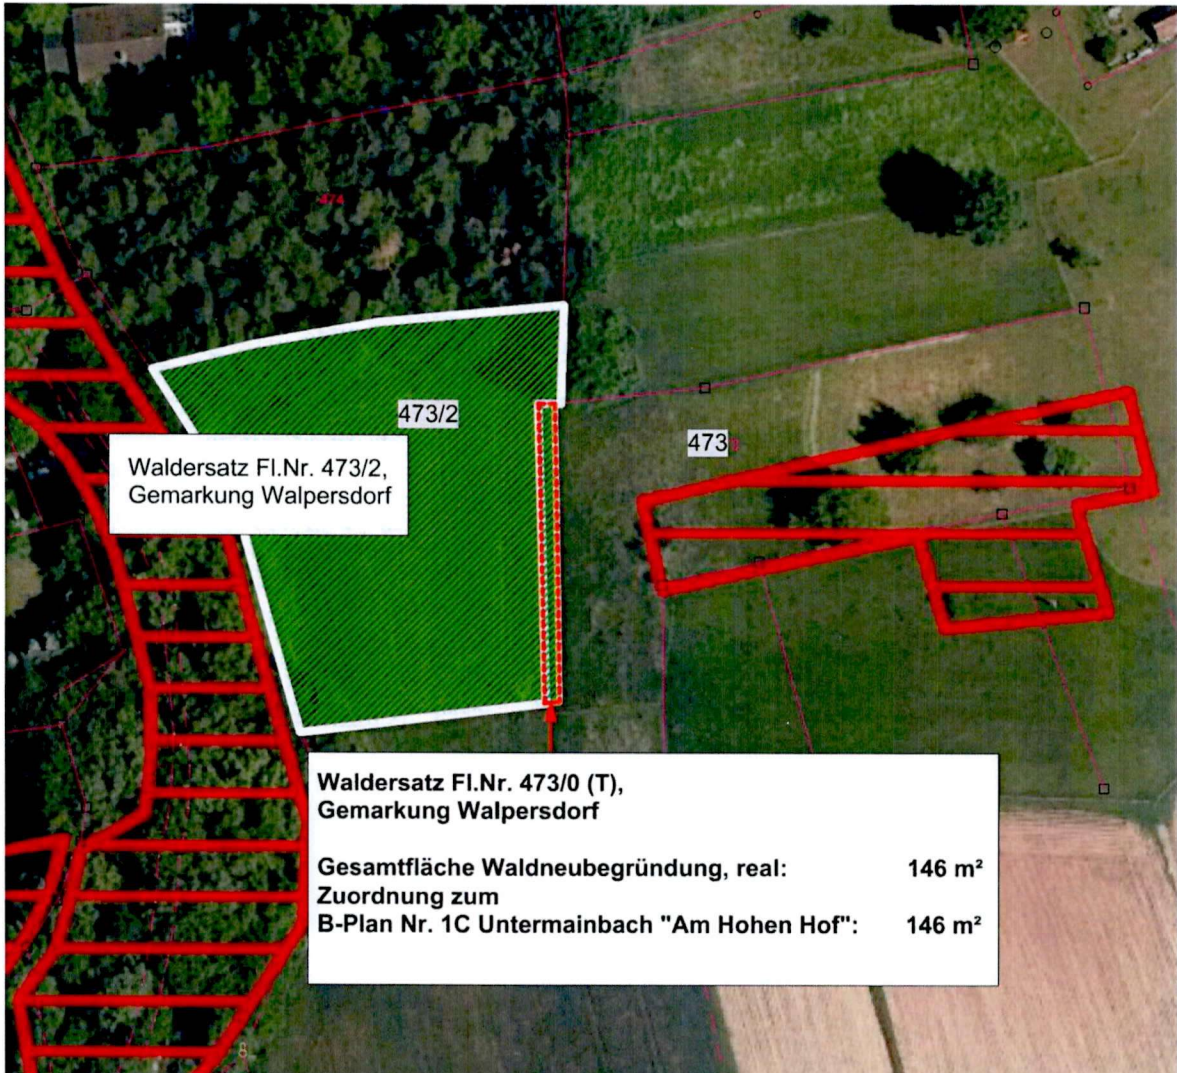 474
473/2
473
Waldersatz Fl.Nr. 473/2,
Gemarkung Walpersdorf
Waldersatz Fl.Nr. 473/0 (T),
Gemarkung Walpersdorf
Gesamtfläche Waldneubegründung, real: 146 m²
Zuordnung zum
B-Plan Nr. 1C Untermainbach "Am Hohen Hof": 146 m²